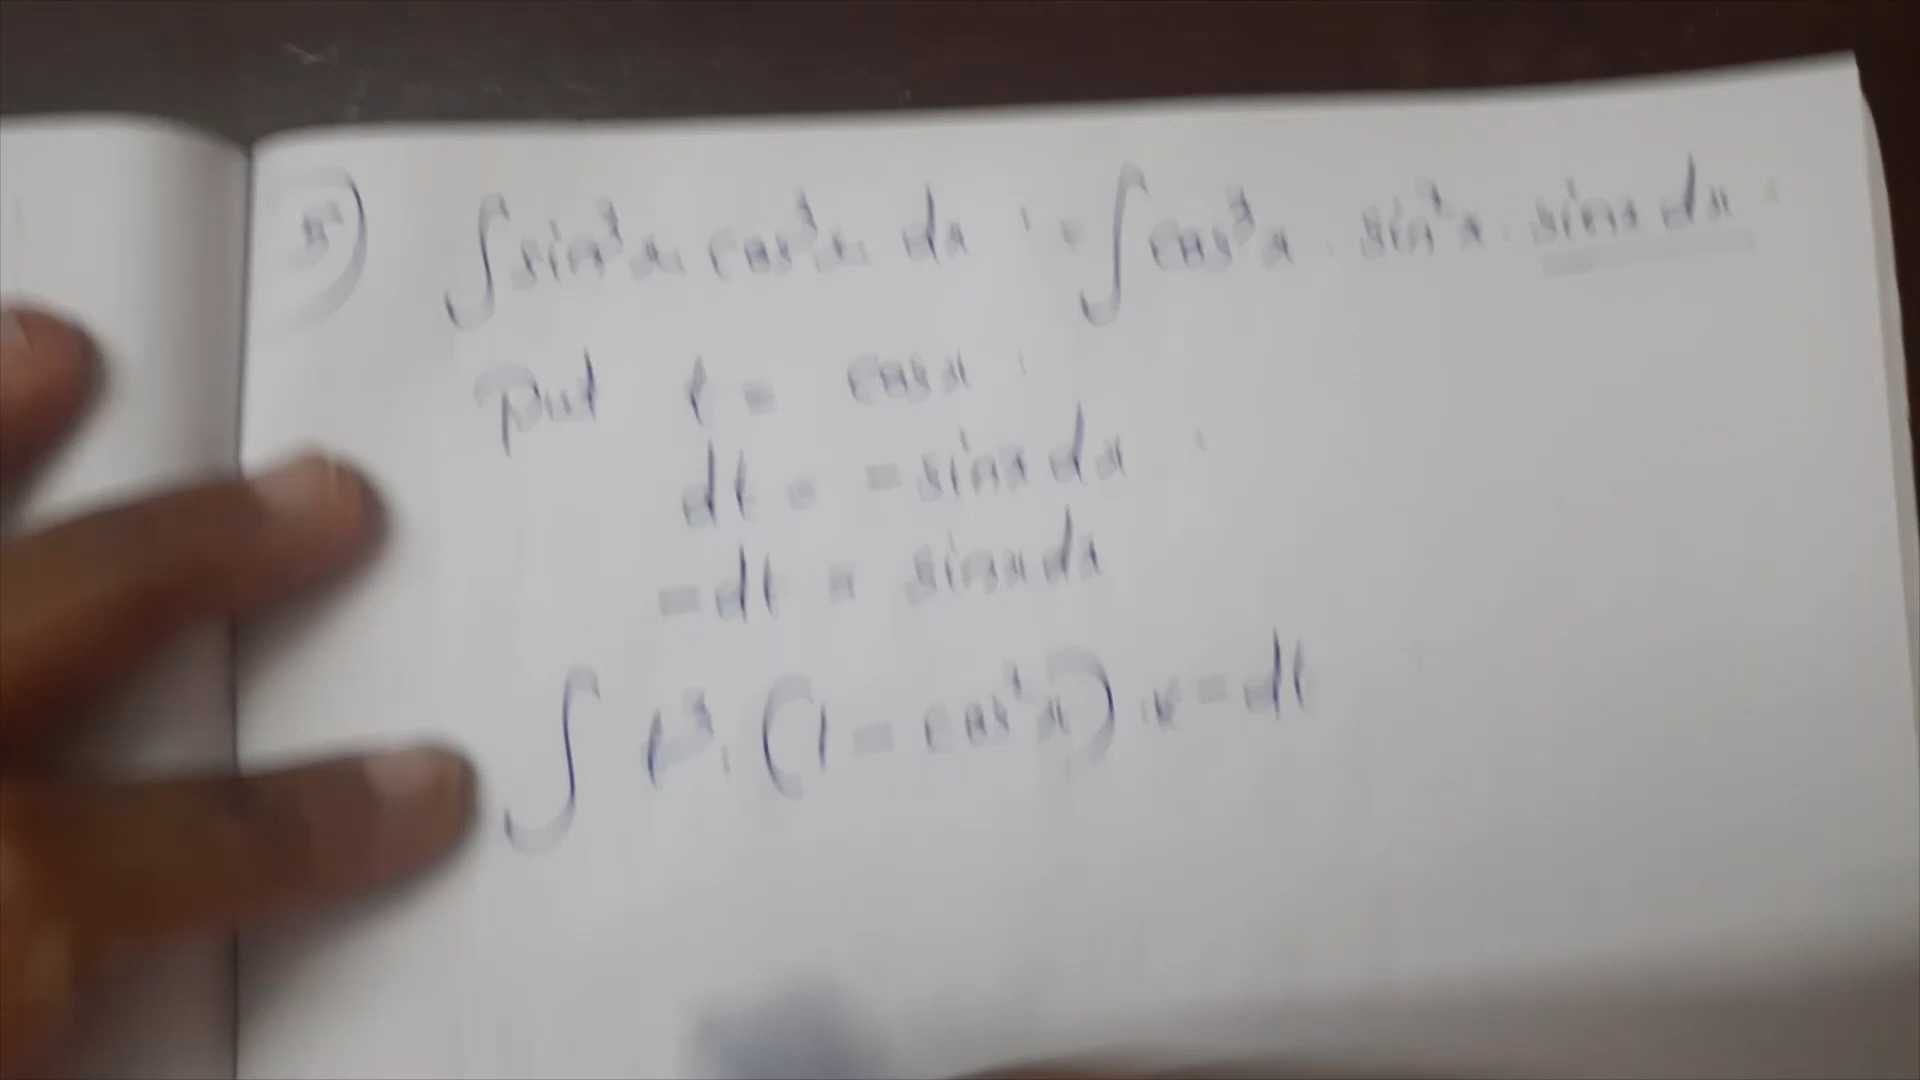 5) ∫ sin³x cos³x dx = ∫ cos³x . sin²x . sinx dx
Put t = cosx
dt = -sinx dx
-dt = sinx dx
∫ t³. (1 - cos²x) x -dt